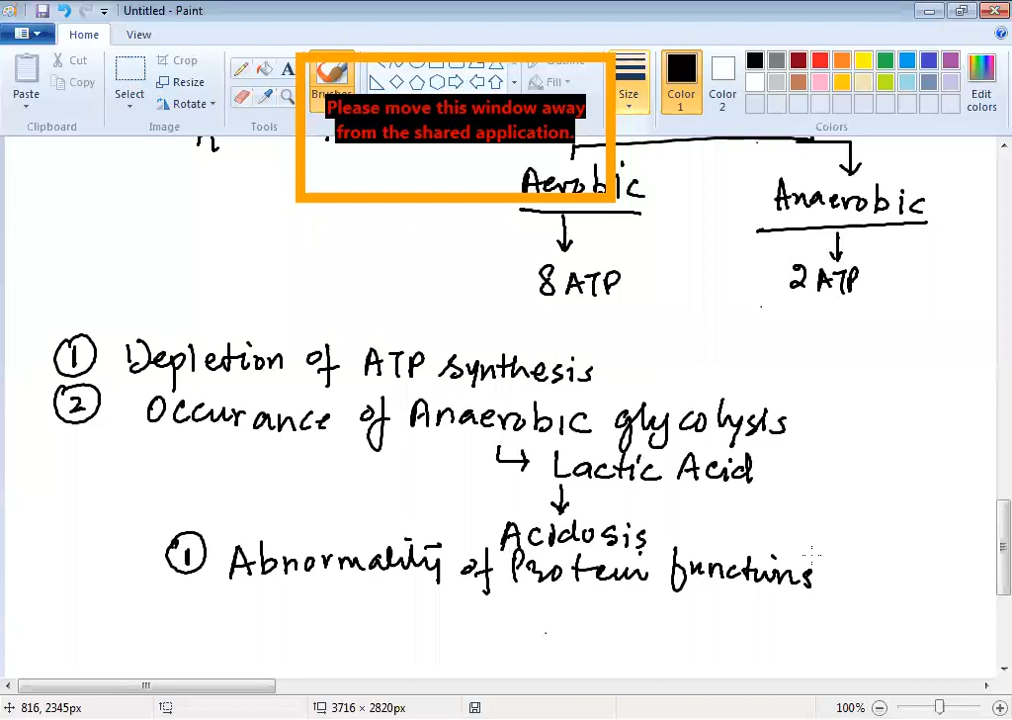 Untitled - Paint
Home View
Paste
Cut
Copy
Clipboard
Select
Crop
Resize
Rotate
Image
A
Tools
Brushes
Outline
Fill
Size
Color 1
Color 2
Edit colors
Colors
Please move this window away
from the shared application.
Aerobic
Anaerobic
8 ATP
2 ATP
① Depletion of ATP synthesis
② Occurance of Anaerobic glycolysis
↳ Lactic Acid
↓
Acidosis
① Abnormality of Protein functions
816, 2345px
3716 × 2820px
100%